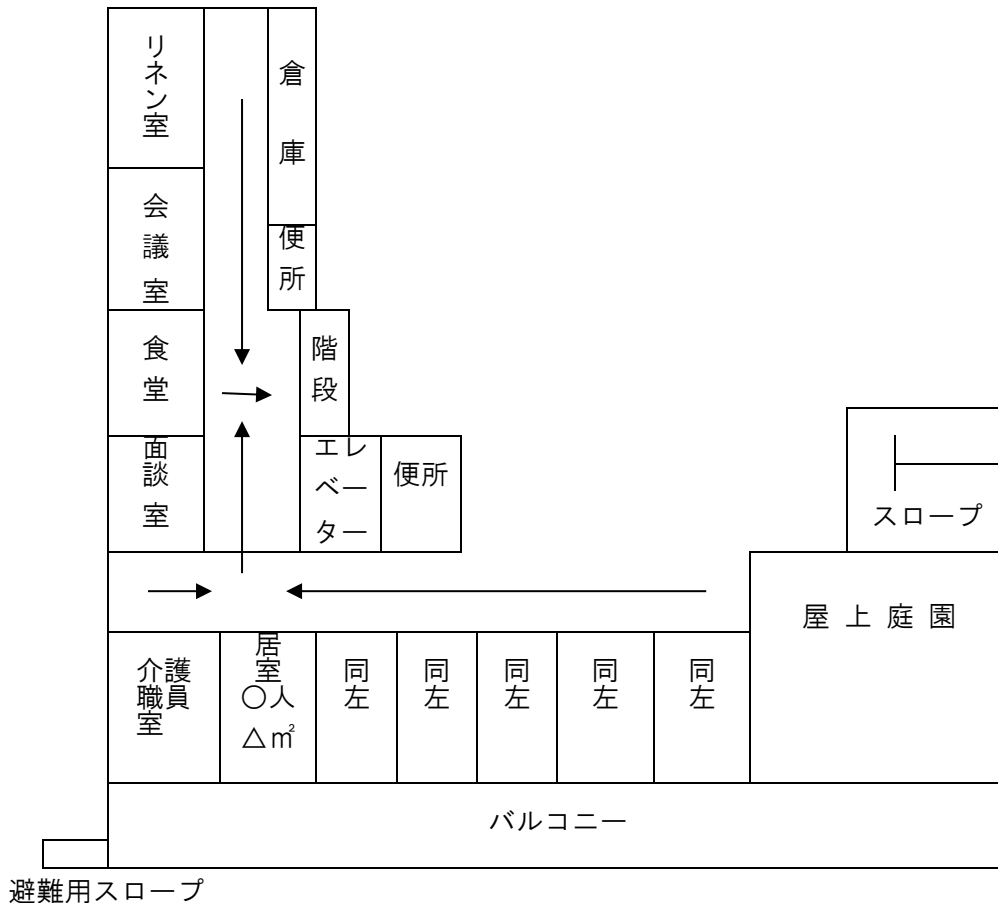 リネン室
倉庫
会議室
便所
食堂
階段
面談室
エレベーター
便所
スロープ
屋上庭園
介護職員室
居室
〇人
△㎡
同左
同左
同左
同左
同左
バルコニー
避難用スロープ